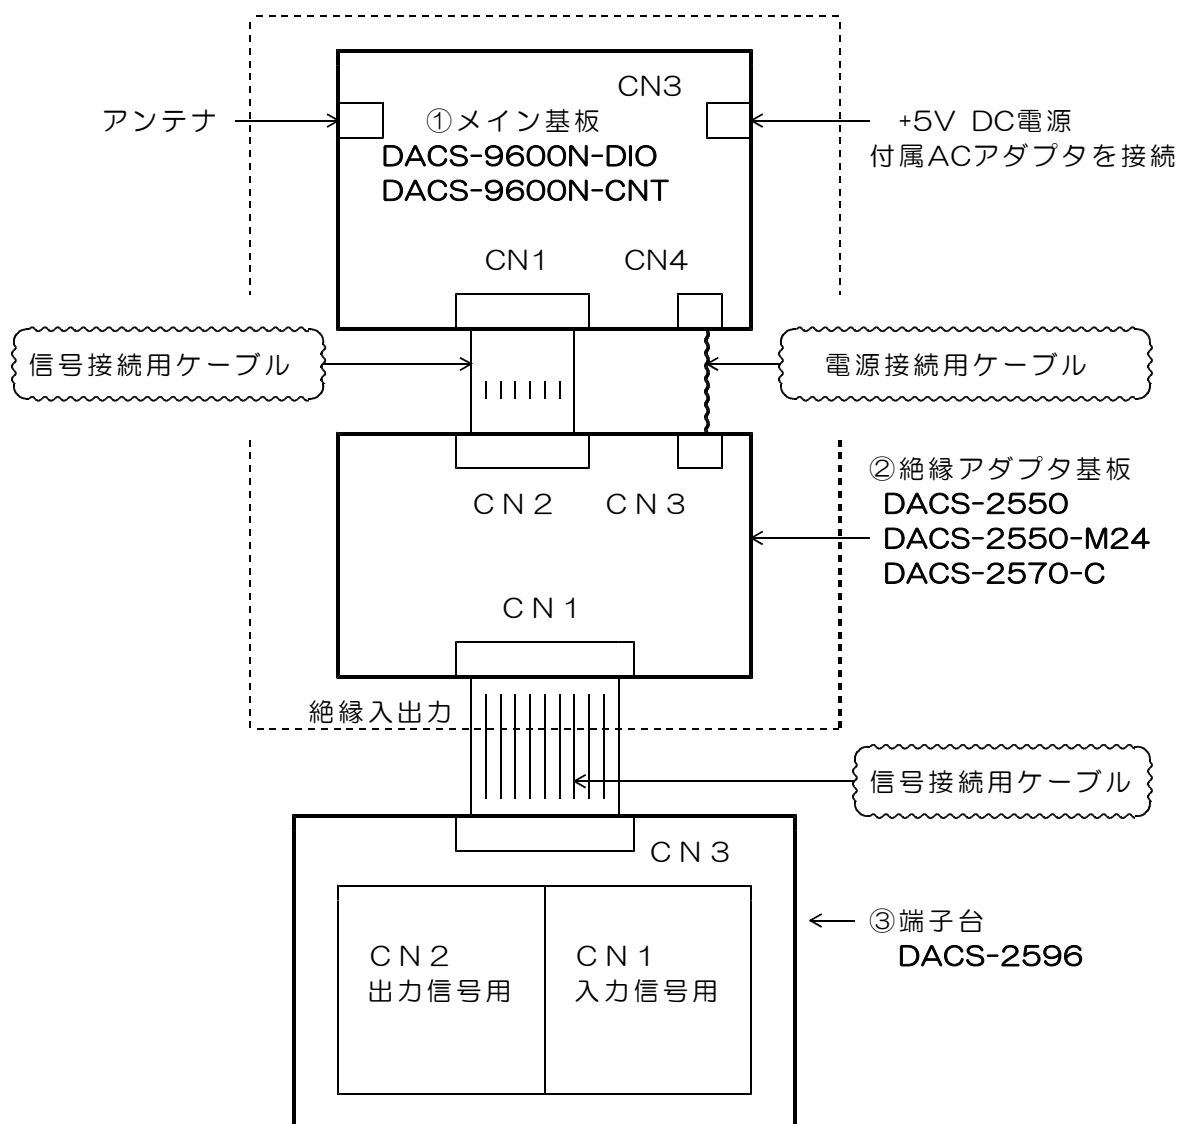 CN3
アンテナ
①メイン基板
+5V DC電源
DACS-9600N-DIO
付属ACアダプタを接続
DACS-9600N-CNT
CN1
CN4
信号接続用ケーブル
電源接続用ケーブル
CN2
CN3
②絶縁アダプタ基板
DACS-2550
DACS-2550-M24
DACS-2570-C
CN1
絶縁入出力
信号接続用ケーブル
CN3
③端子台
DACS-2596
CN2
出力信号用
CN1
入力信号用